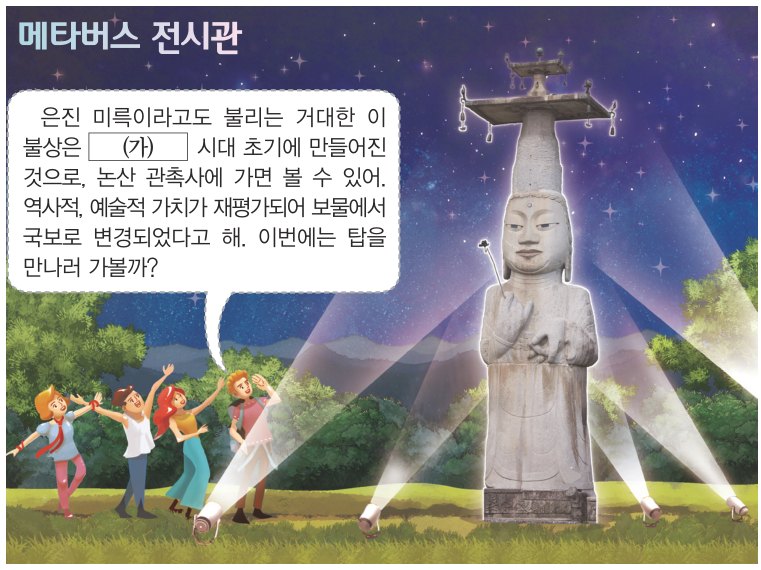 메타버스 전시관
은진 미륵이라고도 불리는 거대한 이
불상은 (가) 시대 초기에 만들어진
것으로, 논산 관촉사에 가면 볼 수 있어.
역사적, 예술적 가치가 재평가되어 보물에서
국보로 변경되었다고 해. 이번에는 탑을
만나러 가볼까?